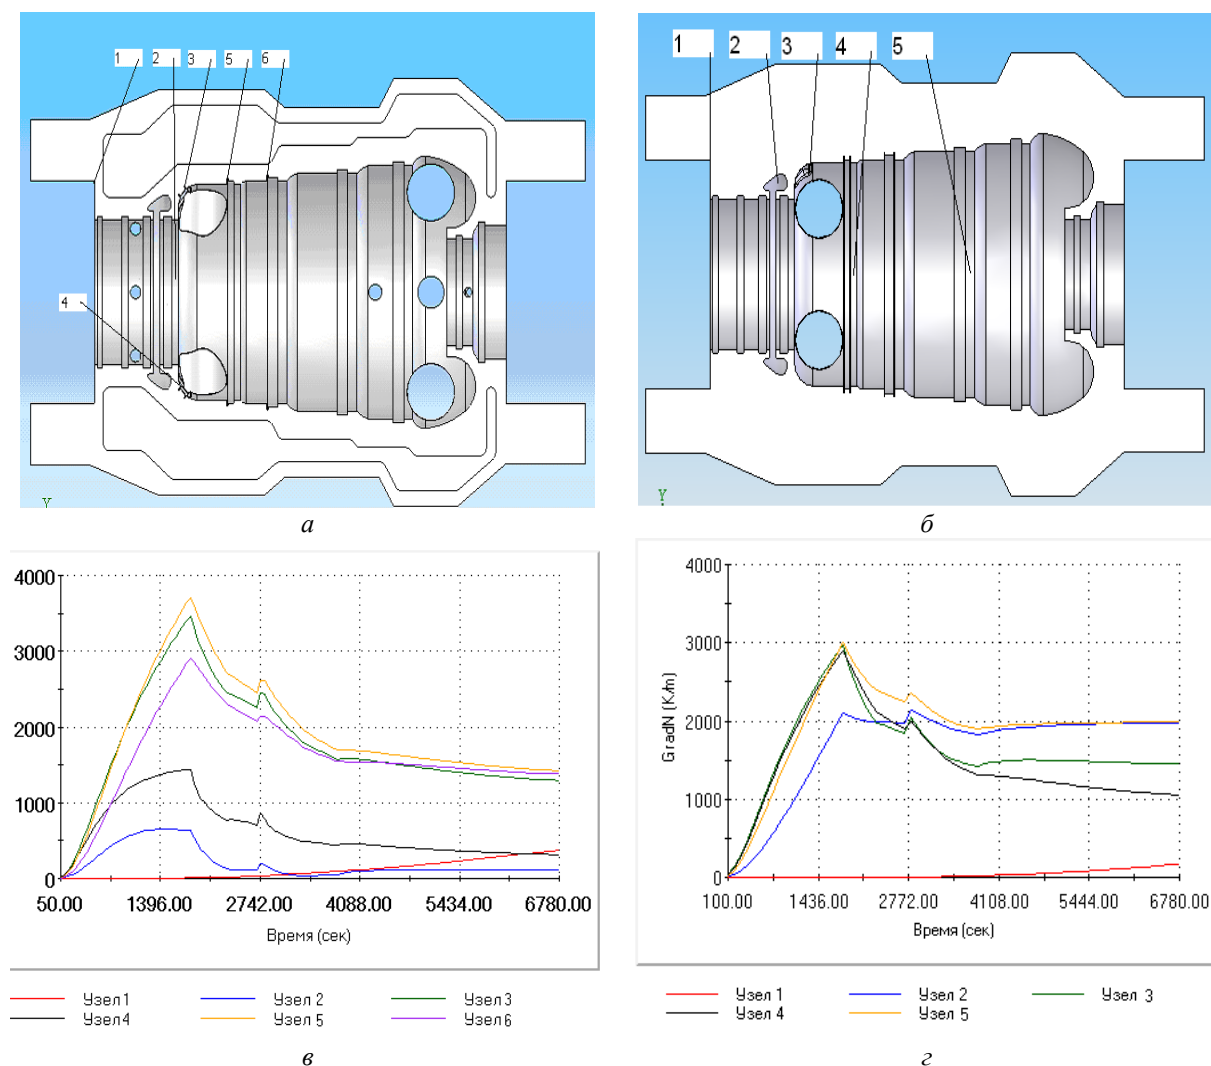 1 2 3 5 6
4
Y
1 2 3 4 5
Y
а
б
4000
3000
2000
1000
0
50.00 1396.00 2742.00 4088.00 5434.00 6780.00
Время (сек)
Узел 1 Узел 2 Узел 3
Узел 4 Узел 5 Узел 6
в
GradN (K/m)
4000
3000
2000
1000
0
100.00 1436.00 2772.00 4108.00 5444.00 6780.00
Время (сек)
Узел 1 Узел 2 Узел 3
Узел 4 Узел 5
г